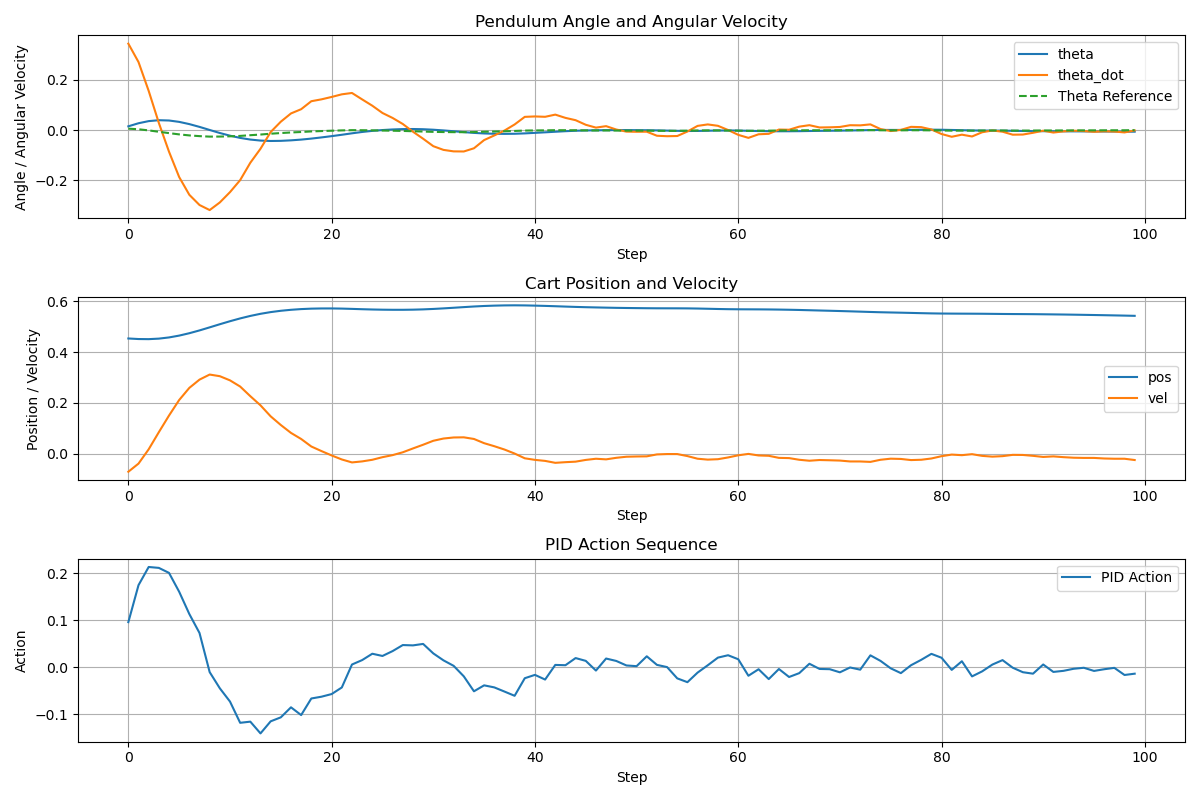 Pendulum Angle and Angular Velocity
Angle / Angular Velocity
0.2
0.0
−0.2
theta
theta_dot
Theta Reference
0 20 40 60 80 100
Step
Cart Position and Velocity
Position / Velocity
0.6
0.4
0.2
0.0
pos
vel
0 20 40 60 80 100
Step
PID Action Sequence
Action
0.2
0.1
0.0
−0.1
PID Action
0 20 40 60 80 100
Step